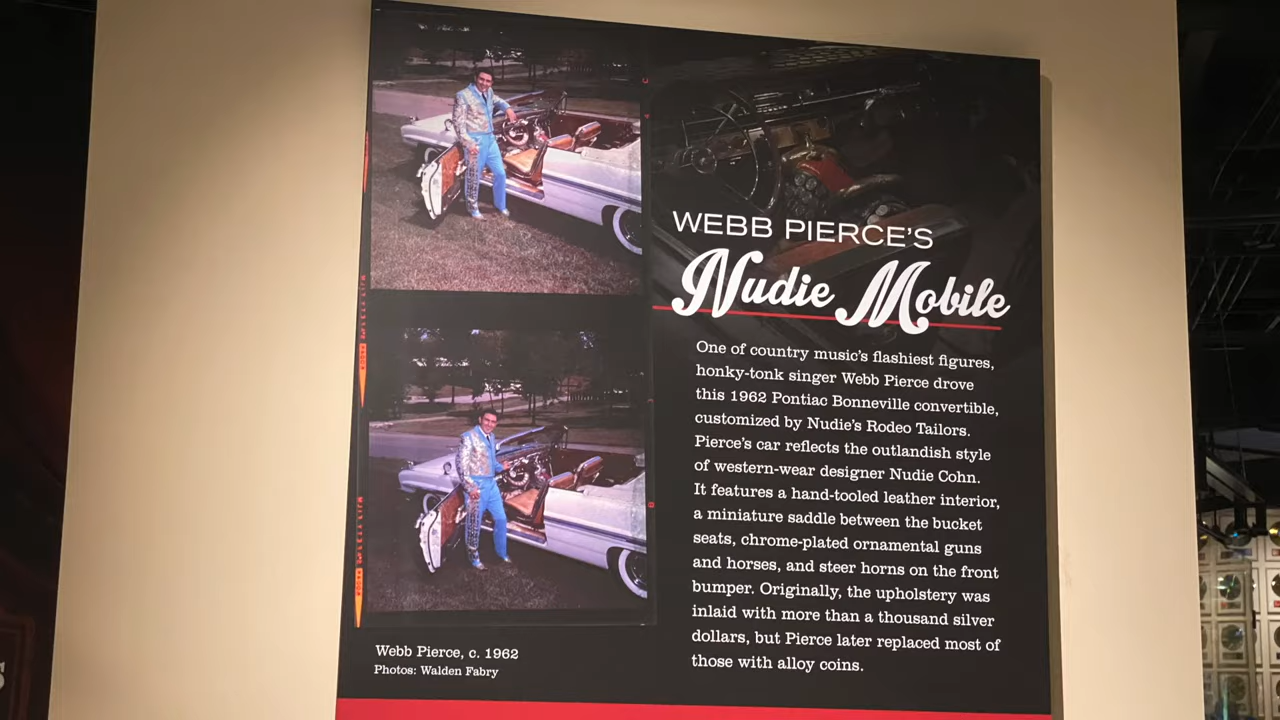 WEBB PIERCE'S
Nudie Mobile
One of country music's flashiest figures,
honky-tonk singer Webb Pierce drove
this 1962 Pontiac Bonneville convertible,
customized by Nudie's Rodeo Tailors.
Pierce's car reflects the outlandish style
of western-wear designer Nudie Cohn.
It features a hand-tooled leather interior,
a miniature saddle between the bucket
seats, chrome-plated ornamental guns
and horses, and steer horns on the front
bumper. Originally, the upholstery was
inlaid with more than a thousand silver
dollars, but Pierce later replaced most of
those with alloy coins.
Webb Pierce, c. 1962
Photos: Walden Fabry